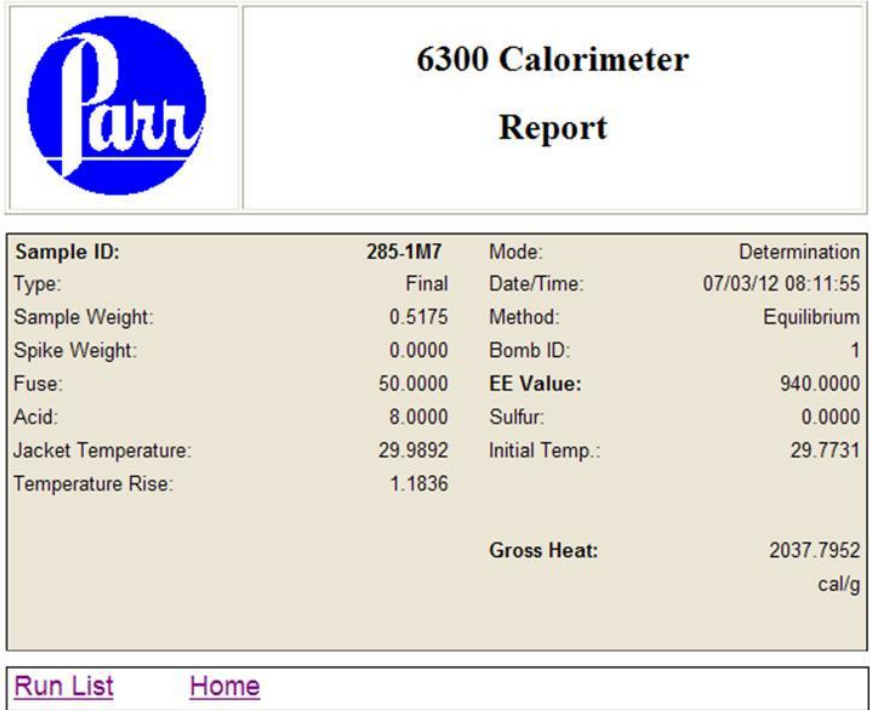 Parr
6300 Calorimeter
Report
Sample ID: 285-1M7 Mode: Determination
Type: Final Date/Time: 07/03/12 08:11:55
Sample Weight: 0.5175 Method: Equilibrium
Spike Weight: 0.0000 Bomb ID: 1
Fuse: 50.0000 EE Value: 940.0000
Acid: 8.0000 Sulfur: 0.0000
Jacket Temperature: 29.9892 Initial Temp.: 29.7731
Temperature Rise: 1.1836
Gross Heat: 2037.7952
cal/g
Run List Home